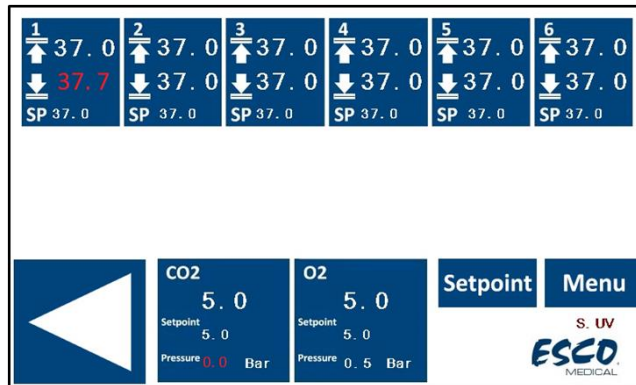 1 2 3 4 5 6
37.0 37.0 37.0 37.0 37.0 37.0
37.7 37.0 37.0 37.0 37.0 37.0
SP 37.0 SP 37.0 SP 37.0 SP 37.0 SP 37.0 SP 37.0
CO2 O2
5.0 5.0
Setpoint Setpoint
5.0 5.0
Pressure 0.0 Bar Pressure 0.5 Bar
Setpoint Menu
S. UV
ESCO
MEDICAL